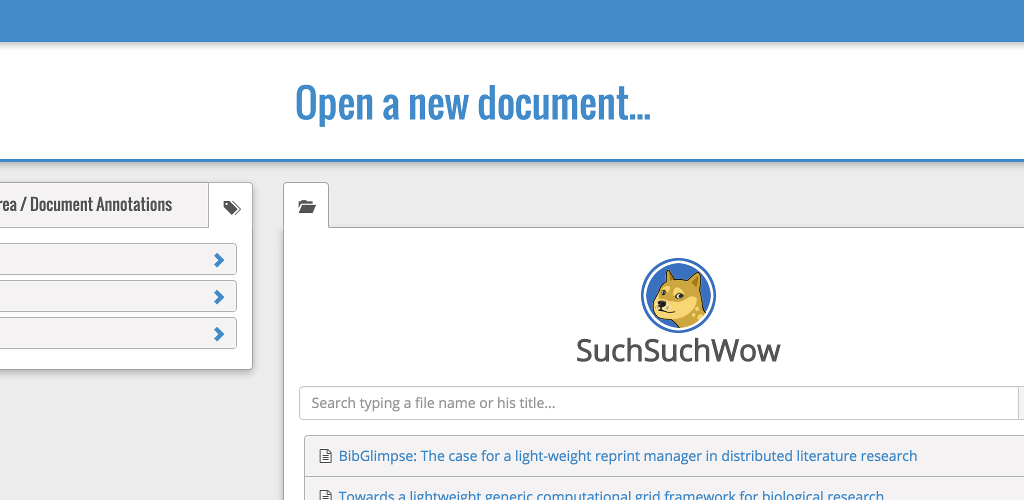 Open a new document...
rea / Document Annotations
SuchSuchWow
Search typing a file name or his title...
BibGlimpse: The case for a light-weight reprint manager in distributed literature research
Towards a lightweight generic computational grid framework for biological research